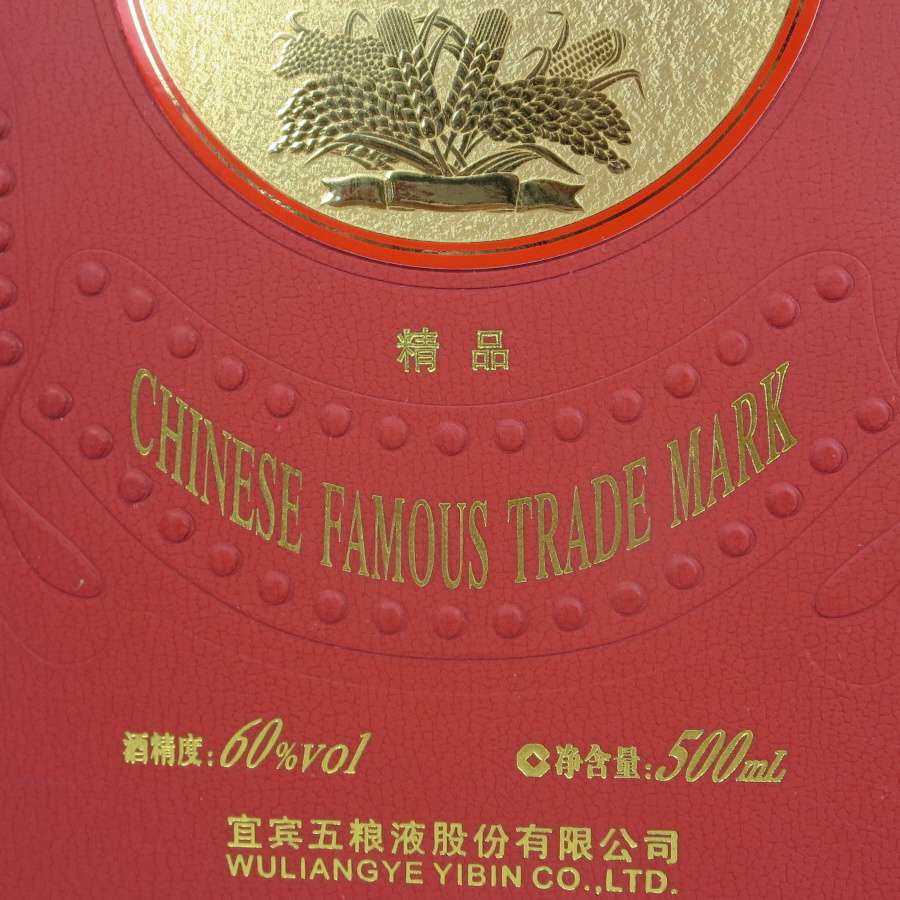 精品
CHINESE FAMOUS TRADE MARK
酒精度:60%vol
净含量:500mL
宜宾五粮液股份有限公司
WULIANGYE YIBIN CO.,LTD.